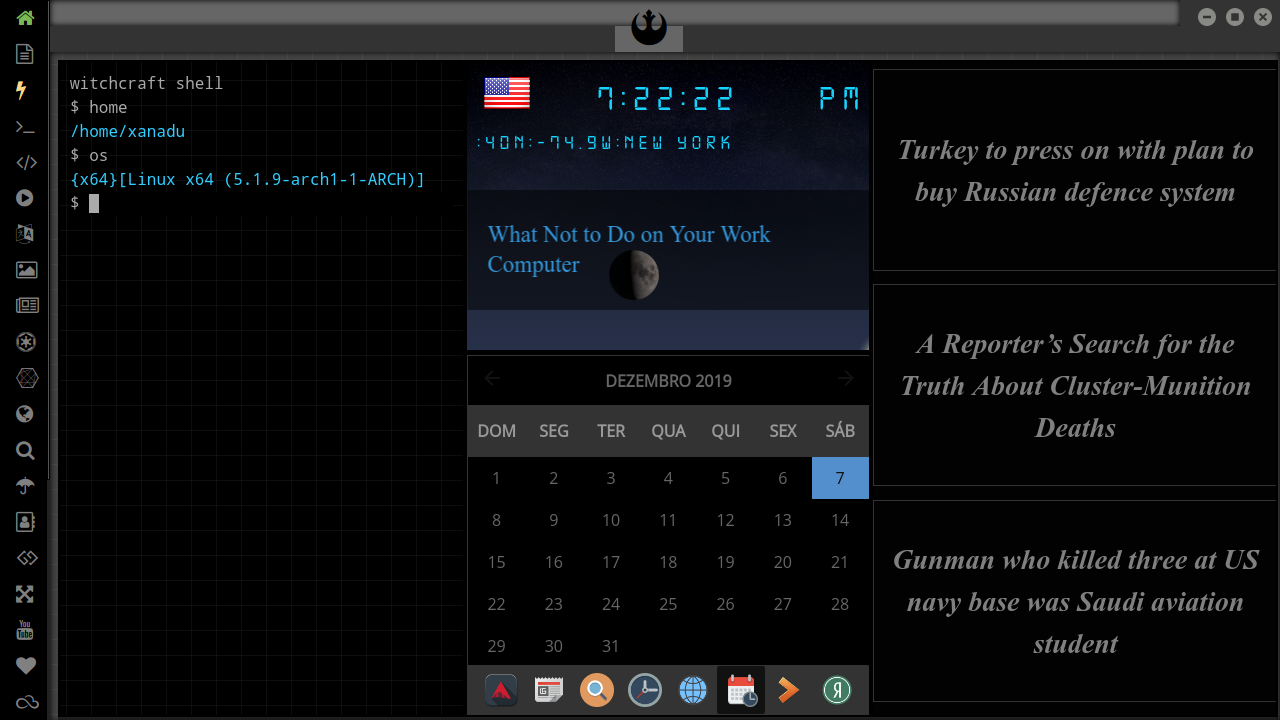 witchcraft shell
$ home
/home/xanadu
$ os
{x64}[Linux x64 (5.1.9-arch1-1-ARCH)]
$
7:22:22 PM
:40N:-74.9W:NEW YORK
What Not to Do on Your Work
Computer
DEZEMBRO 2019
DOM SEG TER QUA QUI SEX SÁB
1 2 3 4 5 6 7
8 9 10 11 12 13 14
15 16 17 18 19 20 21
22 23 24 25 26 27 28
29 30 31
Turkey to press on with plan to
buy Russian defence system
A Reporter’s Search for the
Truth About Cluster-Munition
Deaths
Gunman who killed three at US
navy base was Saudi aviation
student
You
Tube
Я